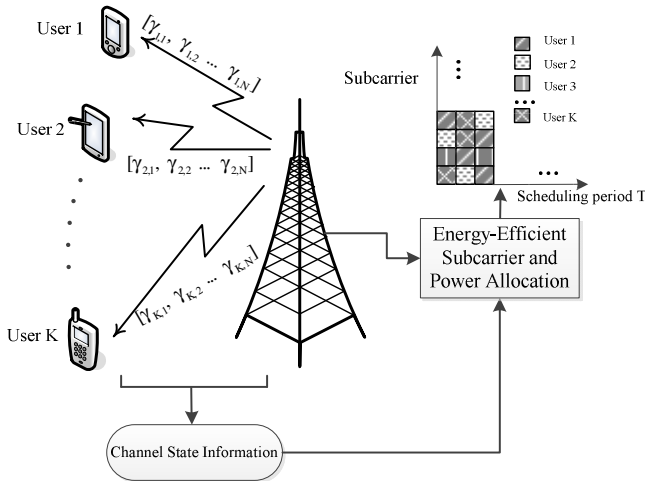 User 1
[γ1,1, γ1,2 ... γ1,N]
User 2
[γ2,1, γ2,2 ... γ2,N]
User K
[γK,1, γK,2 ... γK,N]
Channel State Information
Energy-Efficient
Subcarrier and
Power Allocation
Subcarrier
Scheduling period T
User 1
User 2
User 3
User K